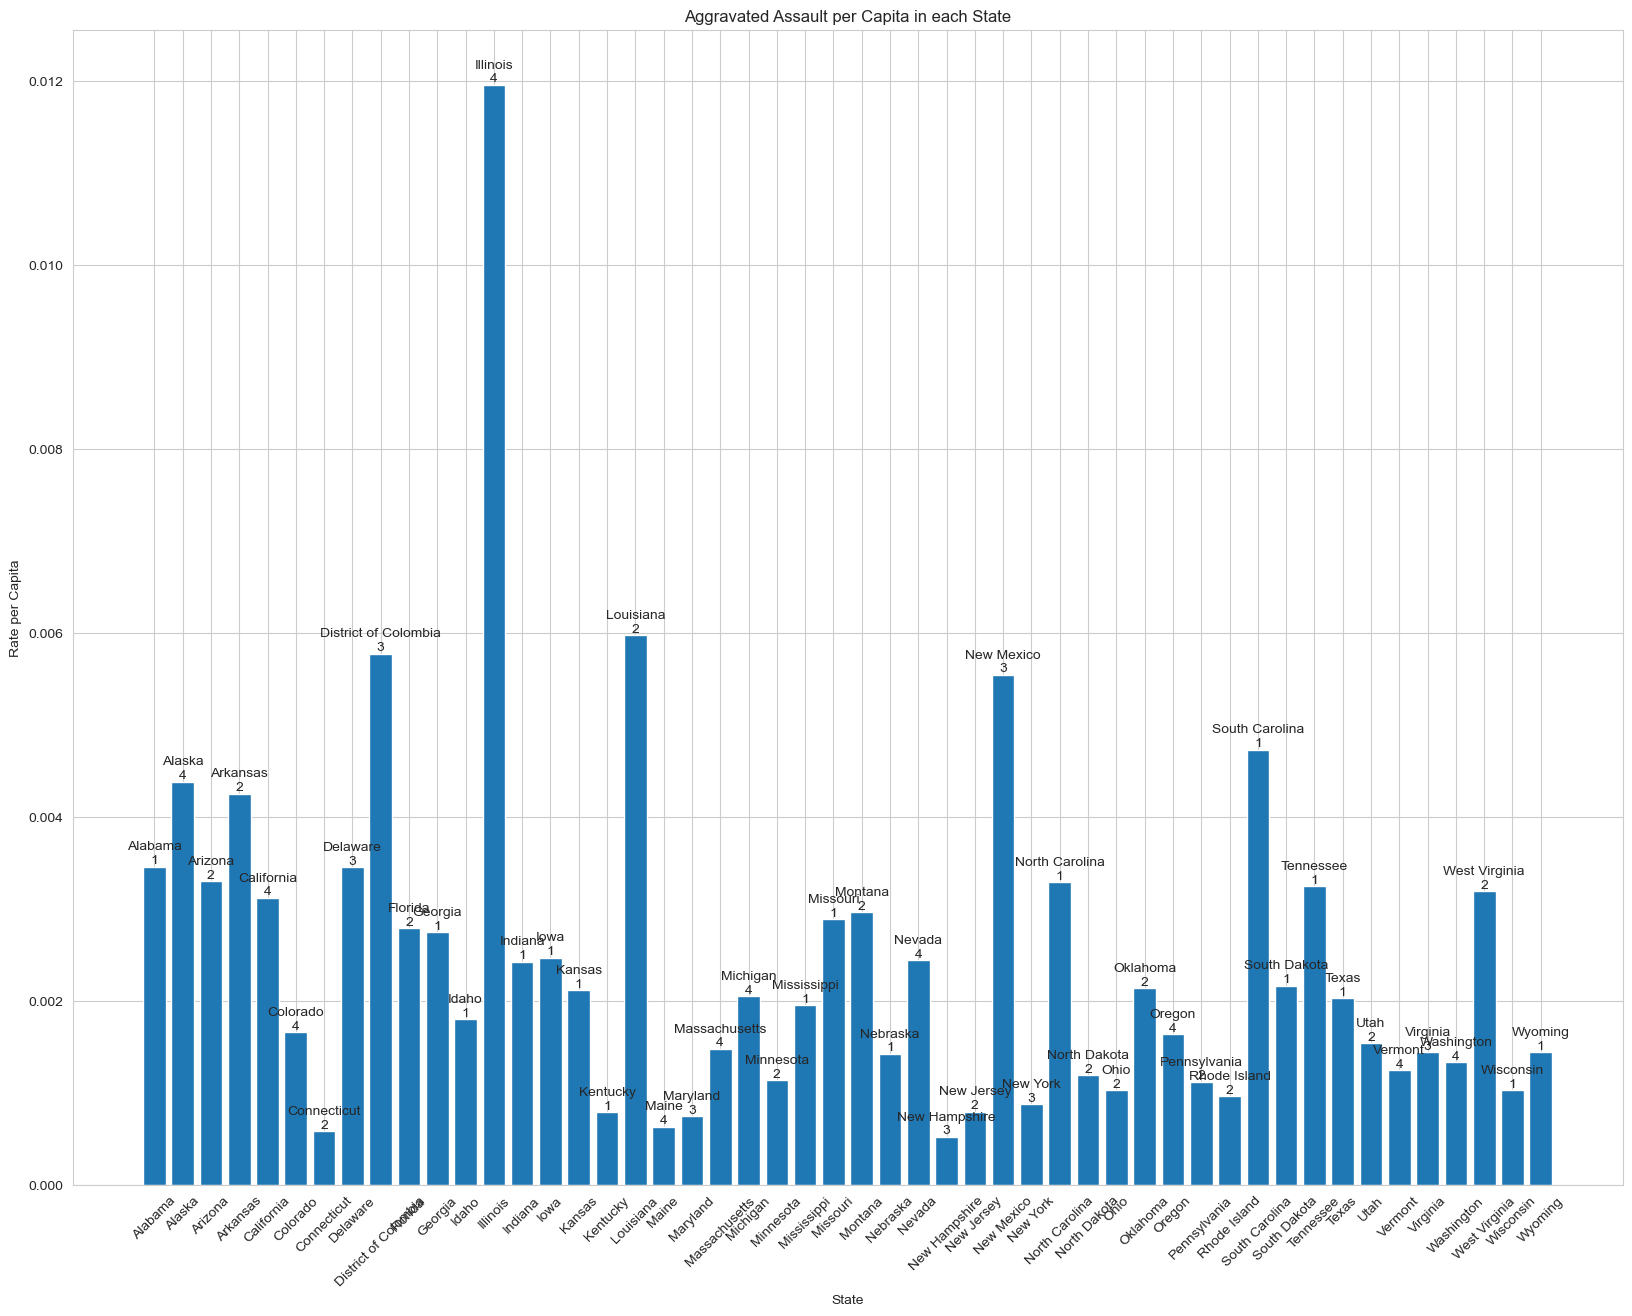 Aggravated Assault per Capita in each State
Rate per Capita
0.012
0.010
0.008
0.006
0.004
0.002
0.000
Alabama
1
Alaska
4
Arizona
2
Arkansas
2
California
4
Colorado
4
Connecticut
2
Delaware
3
District of Colombia
3
Florida
2
Georgia
1
Idaho
1
Illinois
4
Indiana
1
Iowa
1
Kansas
1
Kentucky
1
Louisiana
2
Maine
4
Maryland
3
Massachusetts
4
Michigan
4
Minnesota
2
Mississippi
1
Missouri
1
Montana
2
Nebraska
1
Nevada
4
New Hampshire
3
New Jersey
2
New Mexico
3
New York
3
North Carolina
1
North Dakota
2
Ohio
2
Oklahoma
2
Oregon
4
Pennsylvania
2
Rhode Island
2
South Carolina
1
South Dakota
1
Tennessee
1
Texas
1
Utah
2
Vermont
4
Virginia
3
Washington
4
West Virginia
2
Wisconsin
1
Wyoming
1
Alabama
Alaska
Arizona
Arkansas
California
Colorado
Connecticut
Delaware
District of Colombia
Florida
Georgia
Idaho
Illinois
Indiana
Iowa
Kansas
Kentucky
Louisiana
Maine
Maryland
Massachusetts
Michigan
Minnesota
Mississippi
Missouri
Montana
Nebraska
Nevada
New Hampshire
New Jersey
New Mexico
New York
North Carolina
North Dakota
Ohio
Oklahoma
Oregon
Pennsylvania
Rhode Island
South Carolina
South Dakota
Tennessee
Texas
Utah
Vermont
Virginia
Washington
West Virginia
Wisconsin
Wyoming
State